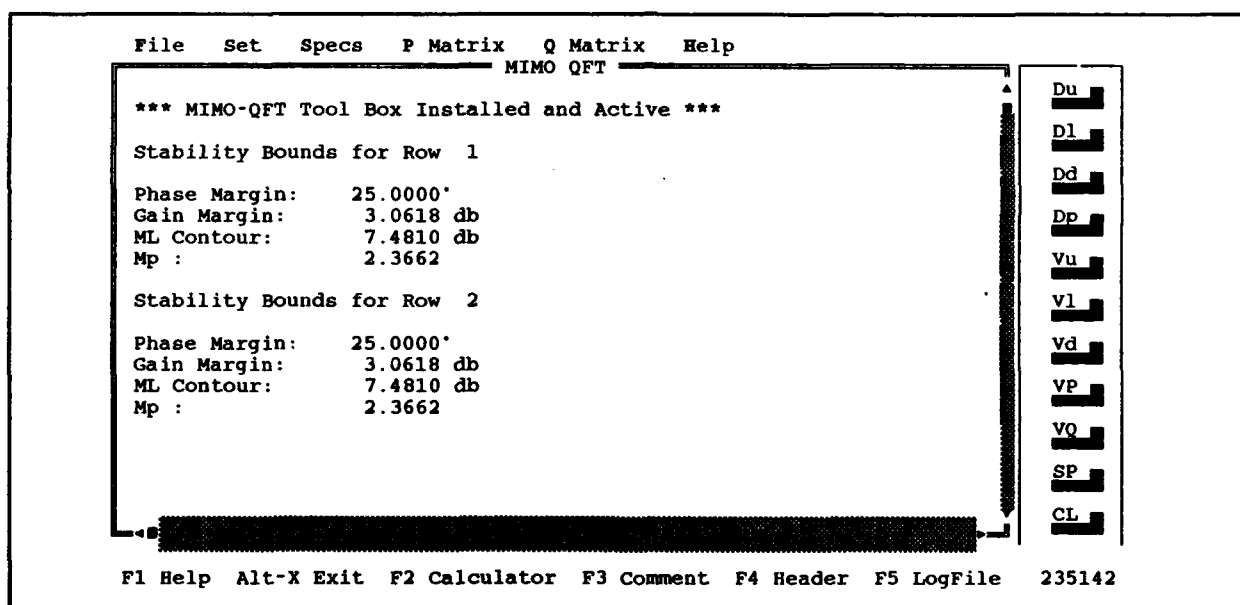 File Set Specs P Matrix Q Matrix Help
MIMO QFT
*** MIMO-QFT Tool Box Installed and Active ***
Stability Bounds for Row 1
Phase Margin: 25.0000°
Gain Margin: 3.0618 db
ML Contour: 7.4810 db
Mp : 2.3662
Stability Bounds for Row 2
Phase Margin: 25.0000°
Gain Margin: 3.0618 db
ML Contour: 7.4810 db
Mp : 2.3662
Du
Dl
Dd
Dp
Vu
Vl
Vd
VP
VQ
SP
CL
F1 Help Alt-X Exit F2 Calculator F3 Comment F4 Header F5 LogFile 235142